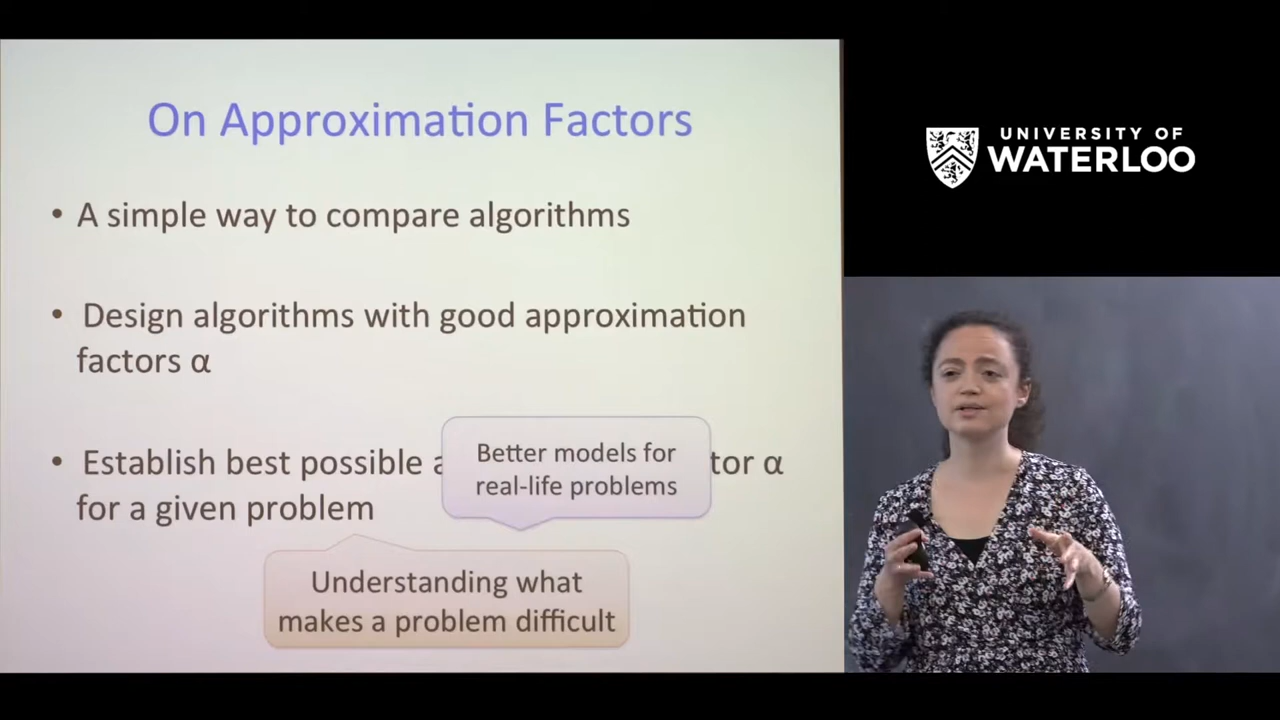 On Approximation Factors
• A simple way to compare algorithms
• Design algorithms with good approximation
factors α
• Establish best possible a tor α
for a given problem
Better models for
real-life problems
Understanding what
makes a problem difficult
UNIVERSITY OF
WATERLOO